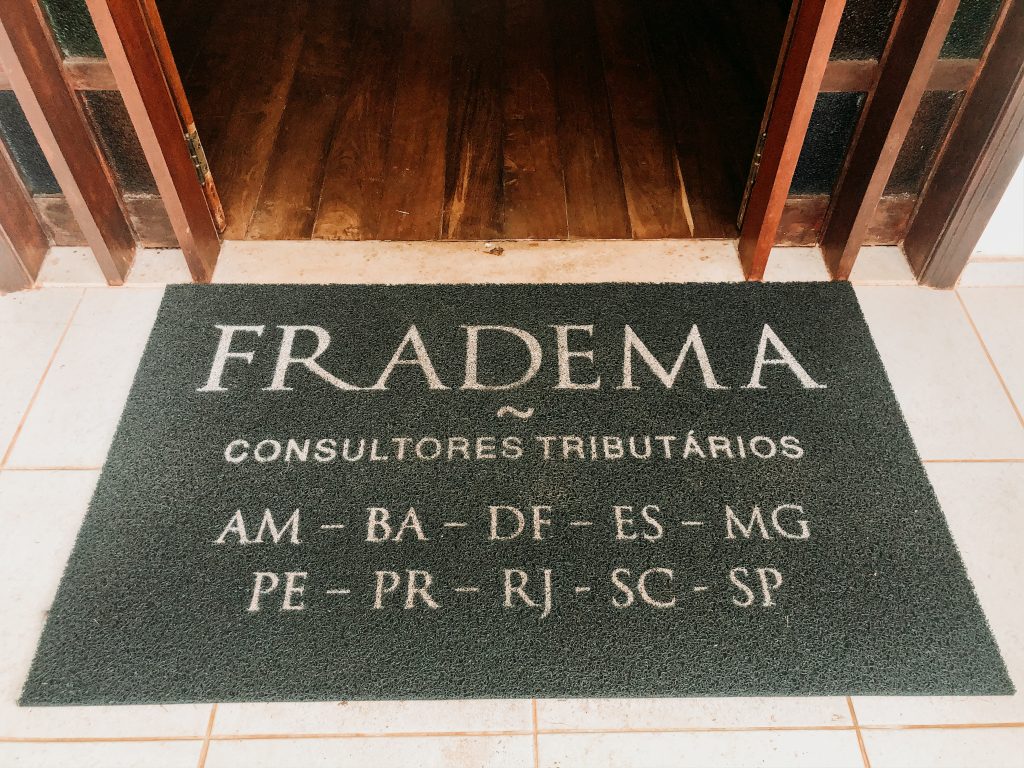 FRADEMA
~
CONSULTORES TRIBUTÁRIOS
AM – BA – DF – ES – MG
PE – PR – RJ - SC - SP